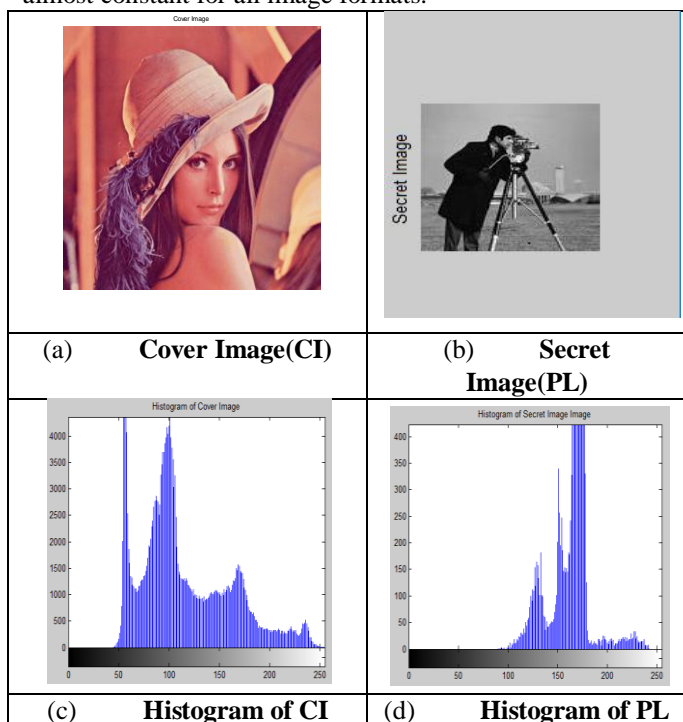 almost constant for all image formats.
Cover Image
Secret Image
(a) Cover Image(CI)
(b) Secret
Image(PL)
Histogram of Cover Image
4000
3500
3000
2500
2000
1500
1000
500
0
0 50 100 150 200 250
Histogram of Secret Image Image
400
350
300
250
200
150
100
50
0
0 50 100 150 200 250
(c) Histogram of CI
(d) Histogram of PL